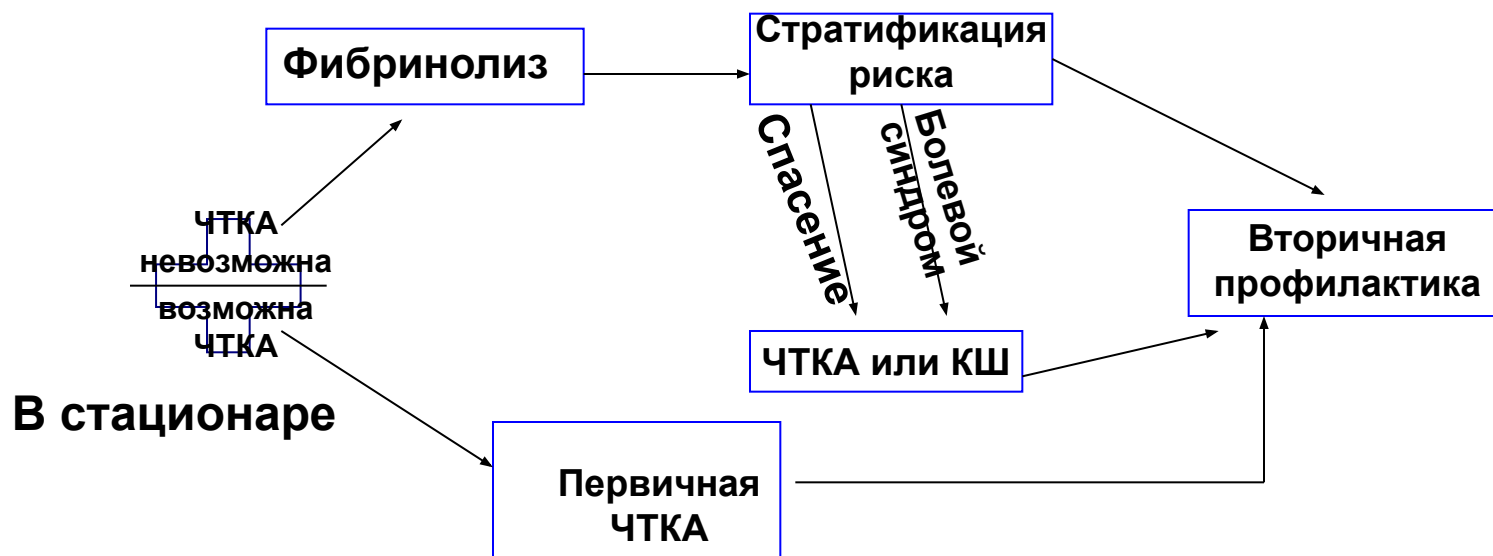 Фибринолиз
Стратификация
риска
Спасение
Болевой
синдром
ЧТКА
невозможна
возможна
ЧТКА
В стационаре
ЧТКА или КШ
Вторичная
профилактика
Первичная
ЧТКА